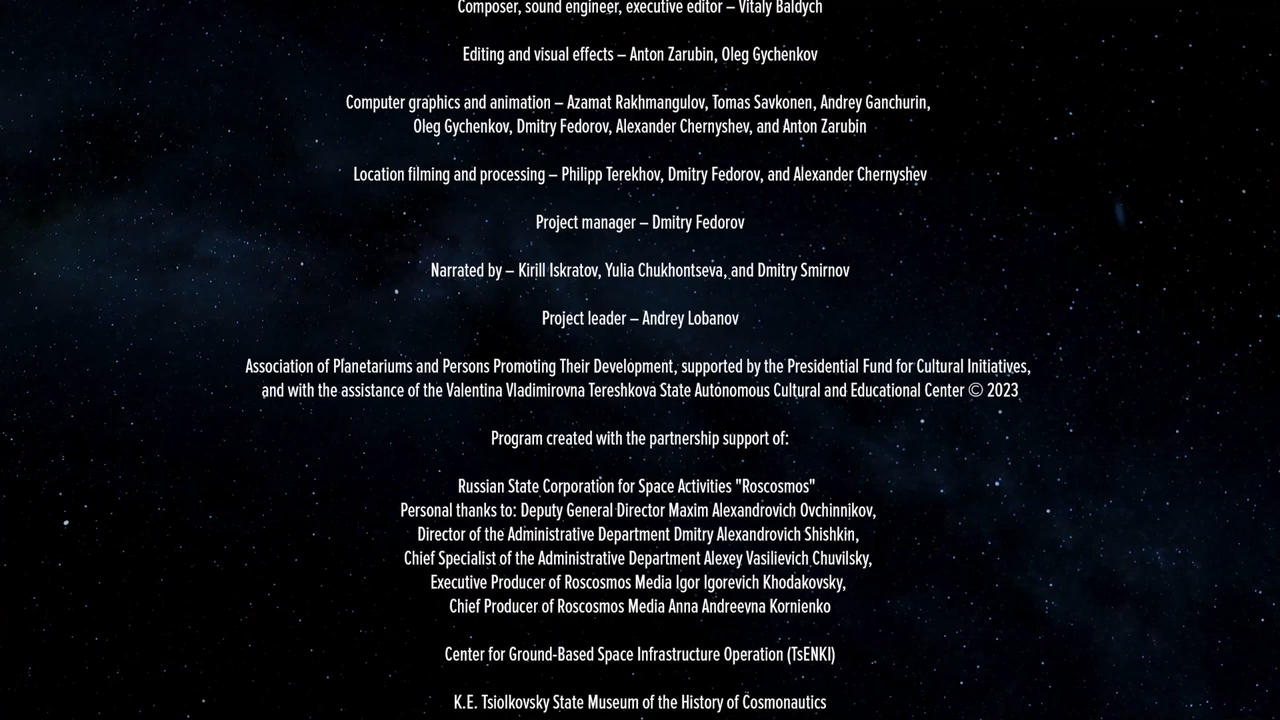 Composer, sound engineer, executive editor – Vitaly Baldych
Editing and visual effects – Anton Zarubin, Oleg Gychenkov
Computer graphics and animation – Azamat Rakhmangulov, Tomas Savkonen, Andrey Ganchurin,
Oleg Gychenkov, Dmitry Fedorov, Alexander Chernyshev, and Anton Zarubin
Location filming and processing – Philipp Terekhov, Dmitry Fedorov, and Alexander Chernyshev
Project manager – Dmitry Fedorov
Narrated by – Kirill Iskratov, Yulia Chukhontseva, and Dmitry Smirnov
Project leader – Andrey Lobanov
Association of Planetariums and Persons Promoting Their Development, supported by the Presidential Fund for Cultural Initiatives,
and with the assistance of the Valentina Vladimirovna Tereshkova State Autonomous Cultural and Educational Center © 2023
Program created with the partnership support of:
Russian State Corporation for Space Activities "Roscosmos"
Personal thanks to: Deputy General Director Maxim Alexandrovich Ovchinnikov,
Director of the Administrative Department Dmitry Alexandrovich Shishkin,
Chief Specialist of the Administrative Department Alexey Vasilievich Chuvilsky,
Executive Producer of Roscosmos Media Igor Igorevich Khodakovsky,
Chief Producer of Roscosmos Media Anna Andreevna Kornienko
Center for Ground-Based Space Infrastructure Operation (TsENKI)
K.E. Tsiolkovsky State Museum of the History of Cosmonautics